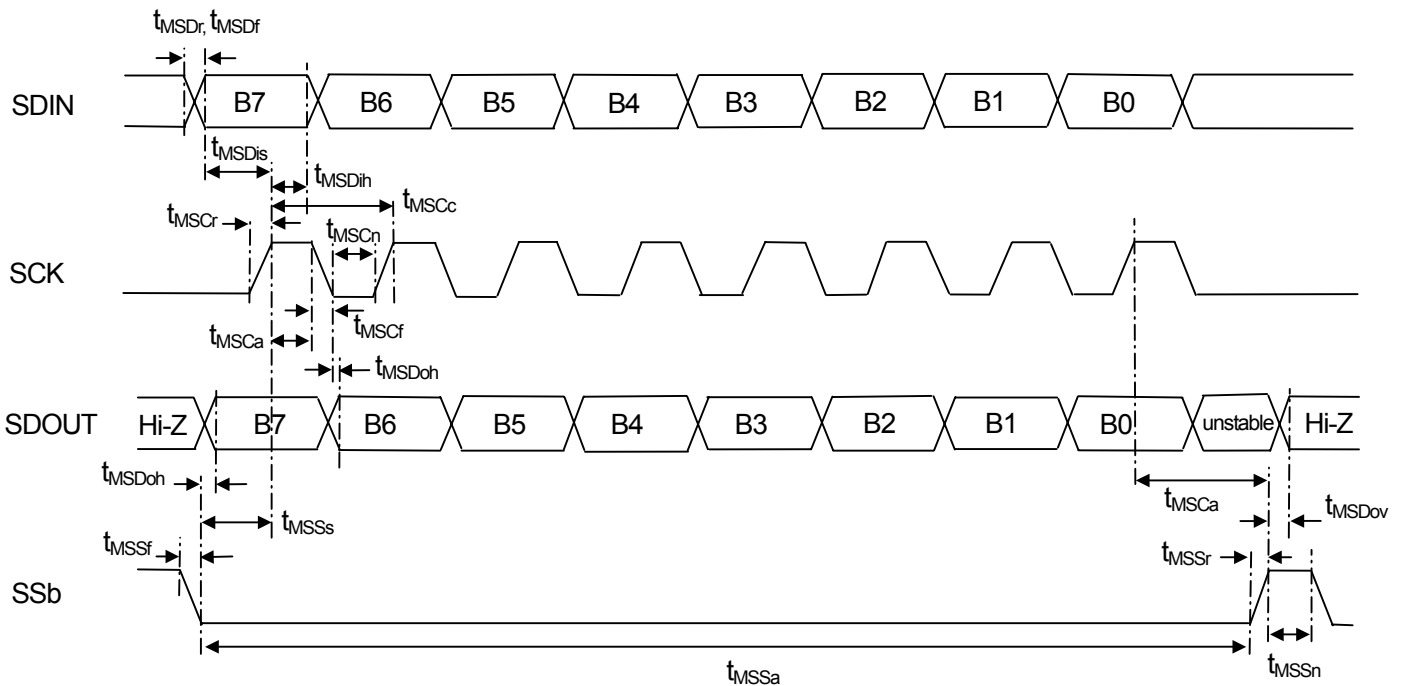 tMSDr, tMSDf
SDIN B7 B6 B5 B4 B3 B2 B1 B0
tMSDis
tMSDih
tMSCc
tMSCr
tMSCn
SCK
tMSCa
tMSCf
tMSDoh
SDOUT Hi-Z B7 B6 B5 B4 B3 B2 B1 B0 unstable Hi-Z
tMSDoh
tMSSs
tMSCa
tMSDov
tMSSf
tMSSr
SSb
tMSSa
tMSSn